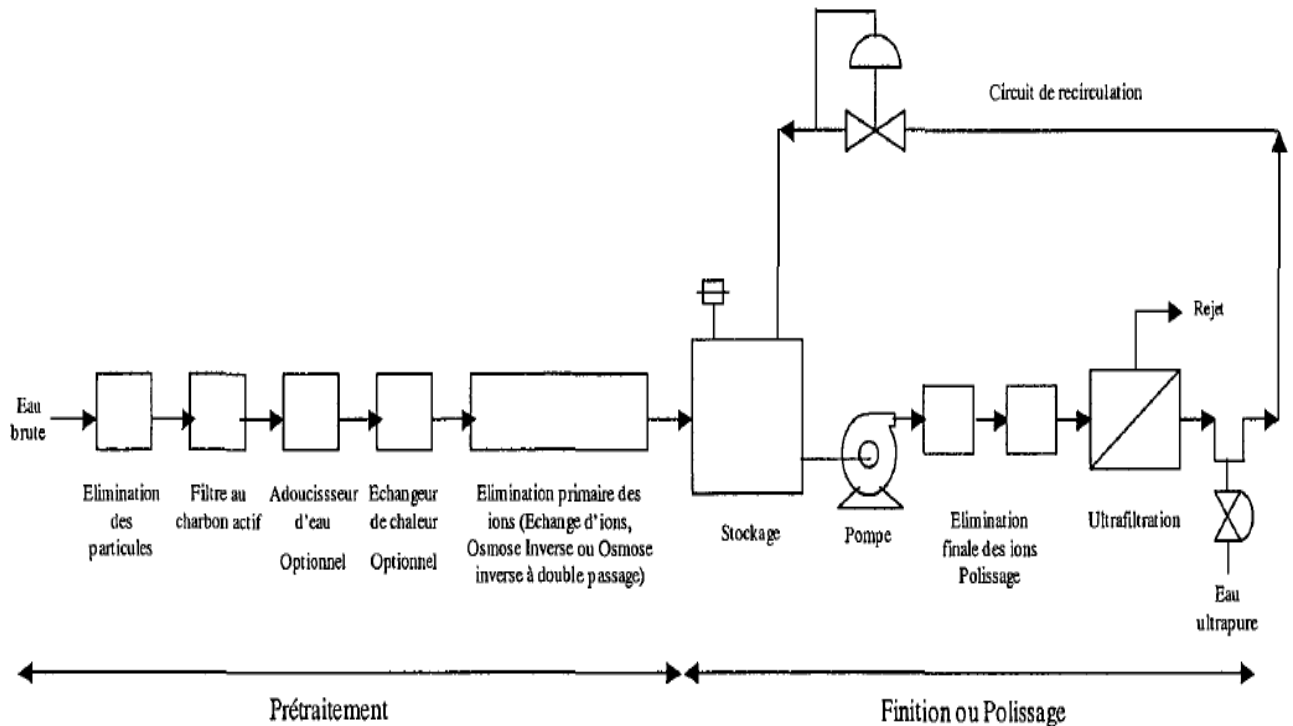 Circuit de recirculation
Rejet
Eau
brute
Elimination
des
particules
Filtre au
charbon actif
Adoucissseur
d'eau
Optionnel
Echangeur
de chaleur
Optionnel
Elimination primaire des
ions (Echange d'ions,
Osmose Inverse ou Osmose
inverse à double passage)
Stockage
Pompe
Elimination
finale des ions
Polissage
Ultrafiltration
Eau
ultrapure
Prétraitement
Finition ou Polissage